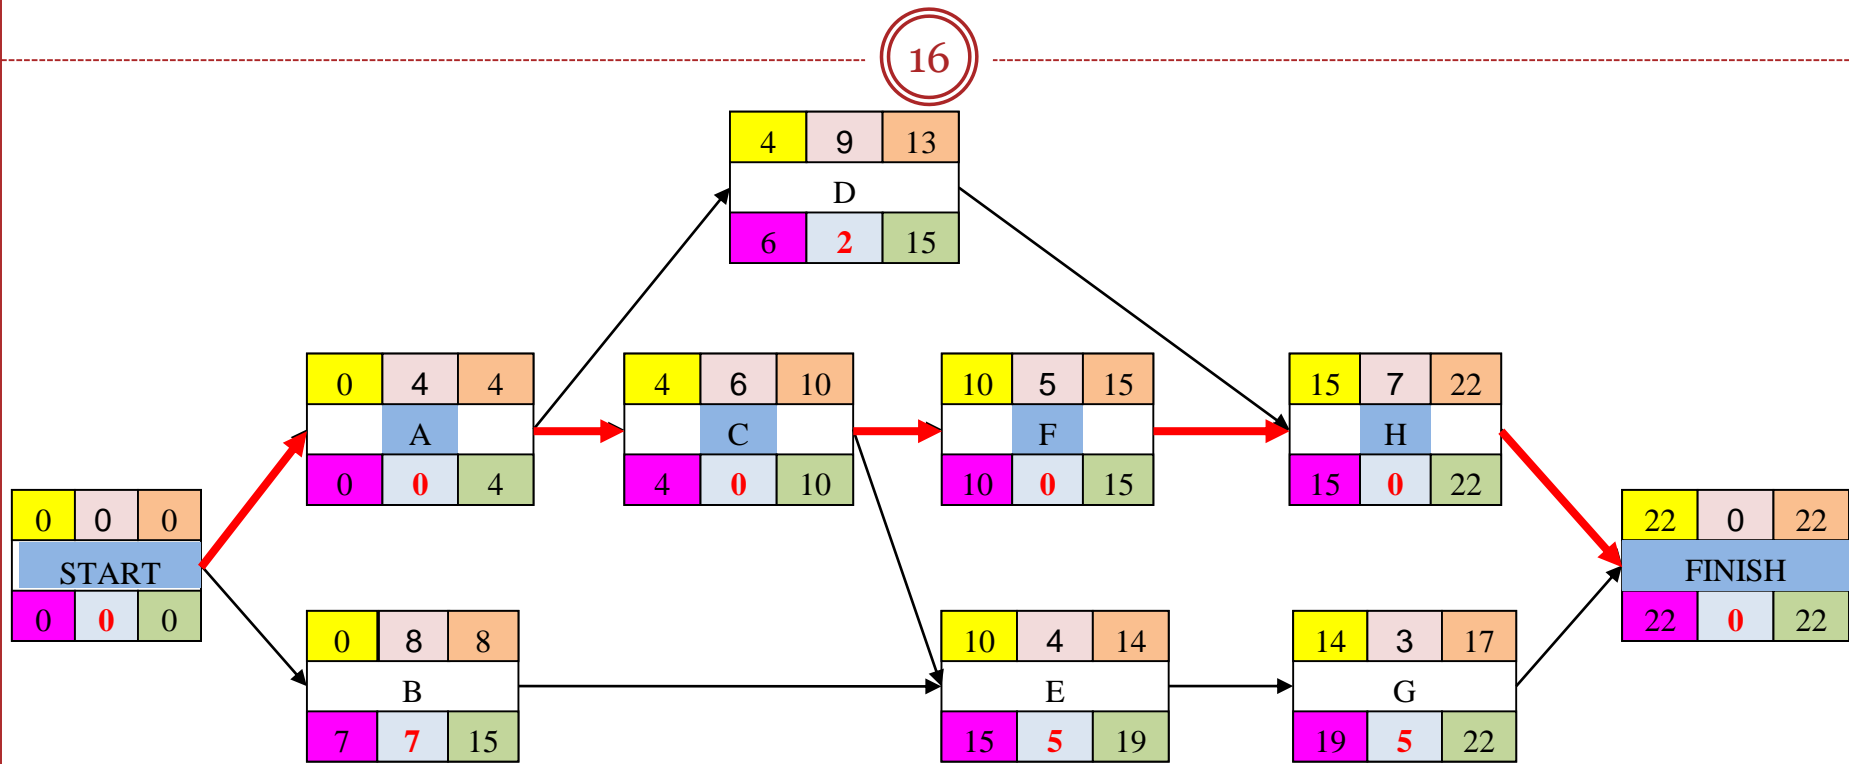 16
4 9 13
D
6 2 15
0 4 4
A
0 0 4
4 6 10
C
4 0 10
10 5 15
F
10 0 15
15 7 22
H
15 0 22
0 0 0
START
0 0 0
22 0 22
FINISH
22 0 22
0 8 8
B
7 7 15
10 4 14
E
15 5 19
14 3 17
G
19 5 22